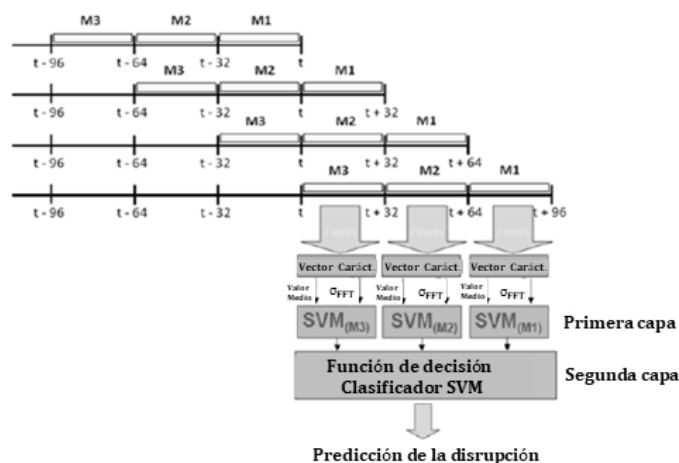 M3 M2 M1
t - 96 t - 64 t - 32 t
M3 M2 M1
t - 96 t - 64 t - 32 t t + 32
M3 M2 M1
t - 96 t - 64 t - 32 t t + 32 t + 64
M3 M2 M1
t - 96 t - 64 t - 32 t t + 32 t + 64 t + 96
inputs inputs inputs
Vector Caráct. Vector Caráct. Vector Caráct.
Valor Medio σFFT Valor Medio σFFT Valor Medio σFFT
SVM(M3) SVM(M2) SVM(M1) Primera capa
Función de decisión
Clasificador SVM
Segunda capa
Predicción de la disrupción